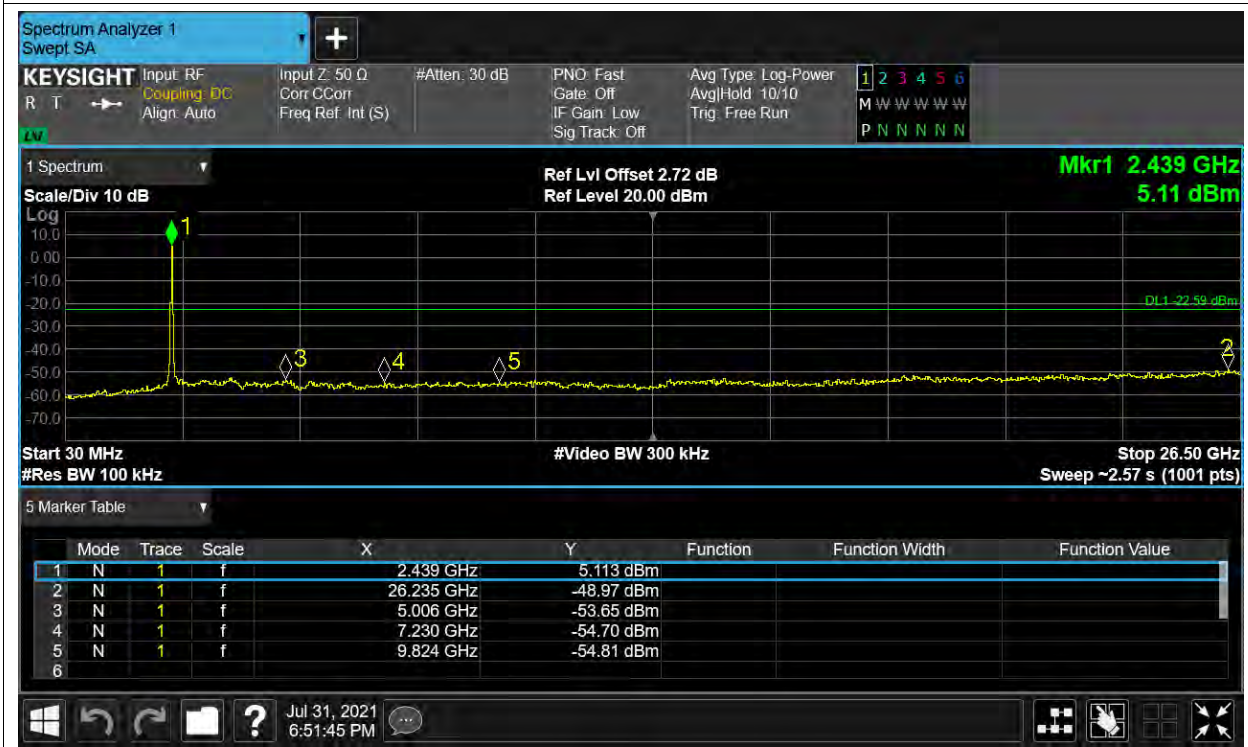 Spectrum Analyzer 1
Swept SA
KEYSIGHT Input: RF Input Z: 50 Ω #Atten: 30 dB PNO: Fast Avg Type: Log-Power 1 2 3 4 5 6
R T Coupling: DC Corr CCorr Gate: Off Avg|Hold: 10/10 M W W W W W
Align: Auto Freq Ref: Int (S) IF Gain: Low Trig: Free Run
Sig Track: Off P N N N N N
1 Spectrum Ref Lvl Offset 2.72 dB Mkr1 2.439 GHz
Scale/Div 10 dB Ref Level 20.00 dBm 5.11 dBm
Log
1
10.0
0.00
-10.0
-20.0 DL1 -22.59 dBm
-30.0
-40.0 3 4 5 2
-50.0
-60.0
-70.0
Start 30 MHz #Video BW 300 kHz Stop 26.50 GHz
#Res BW 100 kHz Sweep ~2.57 s (1001 pts)
5 Marker Table
Mode Trace Scale X Y Function Function Width Function Value
1 N 1 f 2.439 GHz 5.113 dBm
2 N 1 f 26.235 GHz -48.97 dBm
3 N 1 f 5.006 GHz -53.65 dBm
4 N 1 f 7.230 GHz -54.70 dBm
5 N 1 f 9.824 GHz -54.81 dBm
6
? Jul 31, 2021
6:51:45 PM